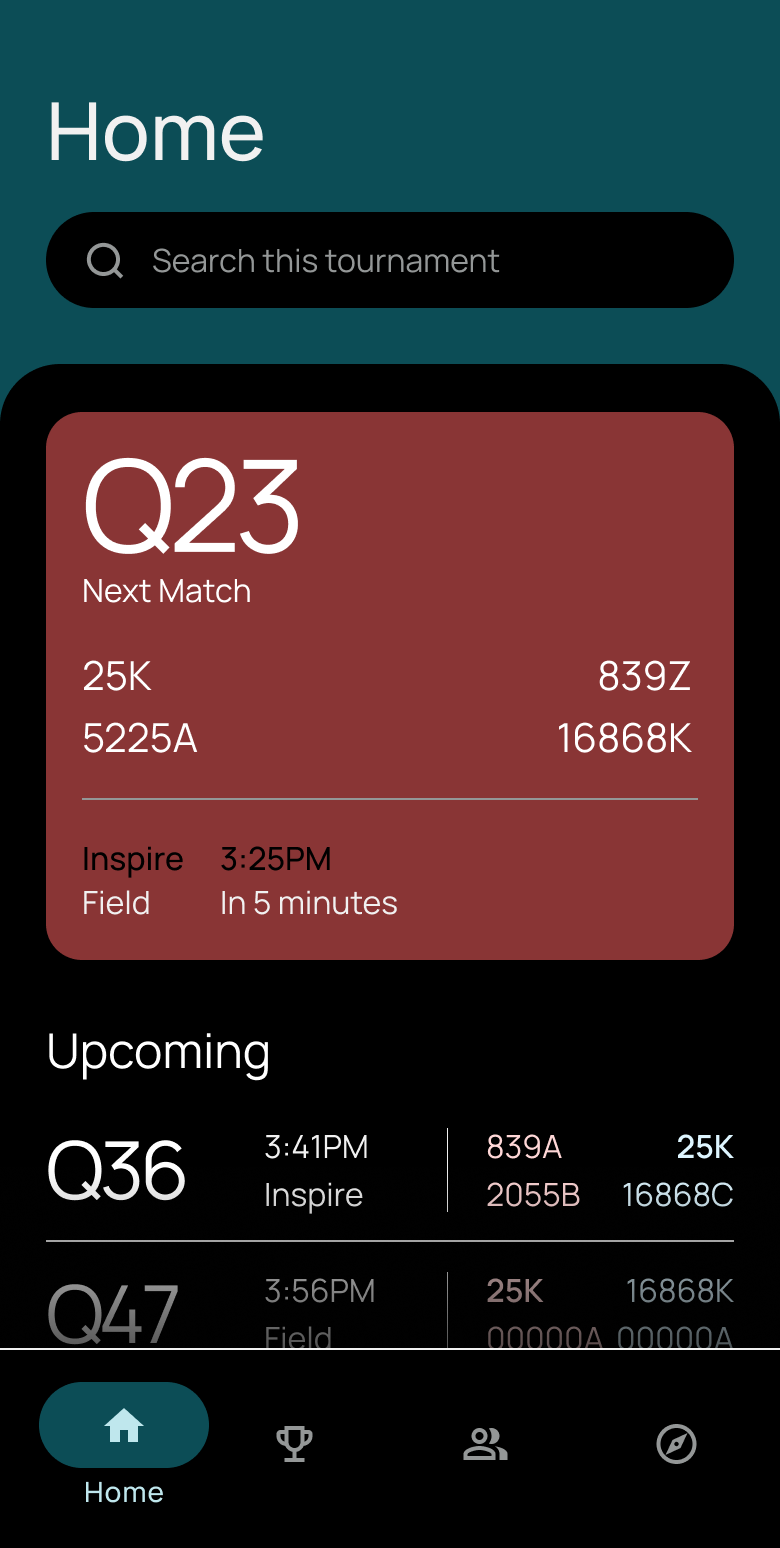 Home
Search this tournament
Q23
Next Match
25K 839Z
5225A 16868K
Inspire 3:25PM
Field In 5 minutes
Upcoming
Q36
3:41PM 839A 25K
Inspire 2055B 16868C
Q47
3:56PM 25K 16868K
Field 00000A 00000A
Home